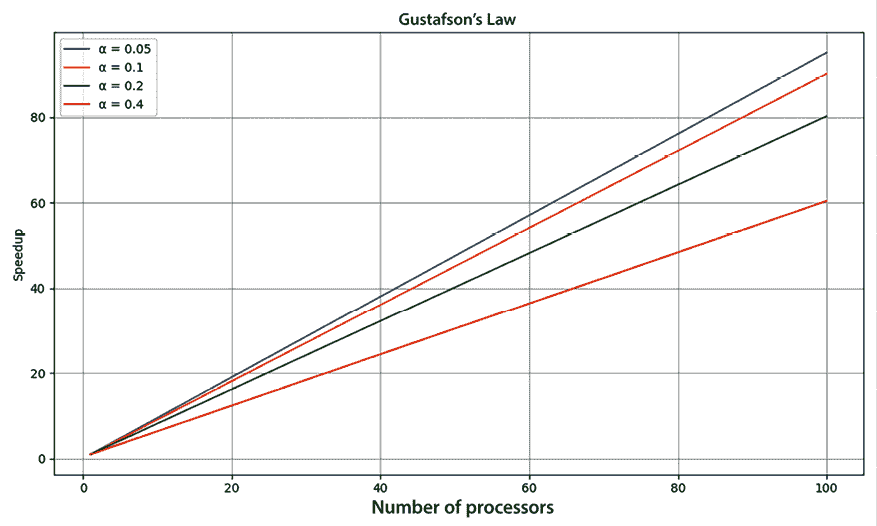 Gustafson's Law
α = 0.05
α = 0.1
α = 0.2
α = 0.4
80
60
40
20
0
Speedup
0 20 40 60 80 100
Number of processors